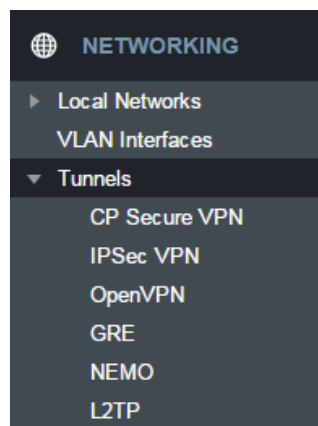 NETWORKING
Local Networks
VLAN Interfaces
Tunnels
CP Secure VPN
IPSec VPN
OpenVPN
GRE
NEMO
L2TP